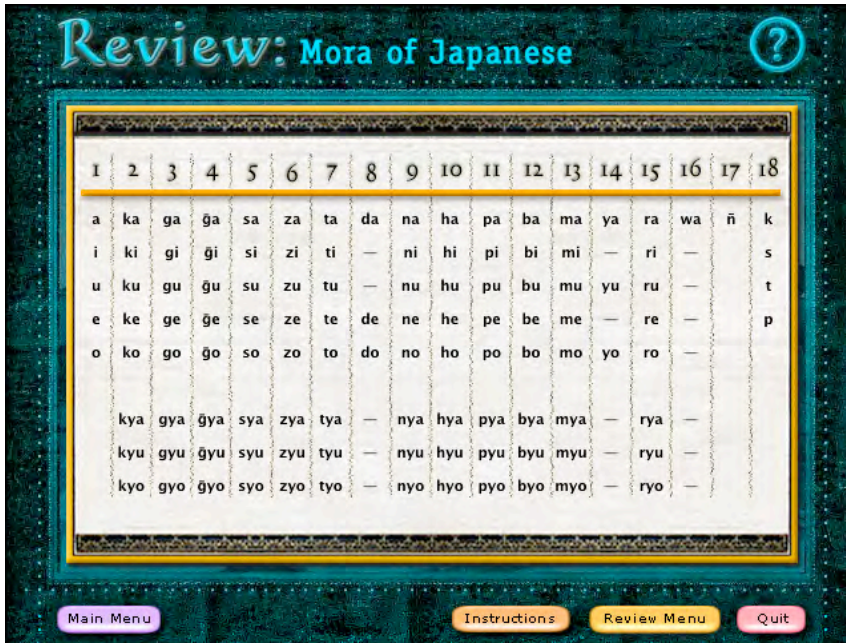 Review: Mora of Japanese
?
1 2 3 4 5 6 7 8 9 10 11 12 13 14 15 16 17 18
a ka ga g̃a sa za ta da na ha pa ba ma ya ra wa ñ k
i ki gi g̃i si zi ti — ni hi pi bi mi — ri — s
u ku gu g̃u su zu tu — nu hu pu bu mu yu ru — t
e ke ge g̃e se ze te de ne he pe be me — re — p
o ko go g̃o so zo to do no ho po bo mo yo ro —
kya gya g̃ya sya zya tya — nya hya pya bya mya — rya —
kyu gyu g̃yu syu zyu tyu — nyu hyu pyu byu myu — ryu —
kyo gyo g̃yo syo zyo tyo — nyo hyo pyo byo myo — ryo —
Main Menu Instructions Review Menu Quit